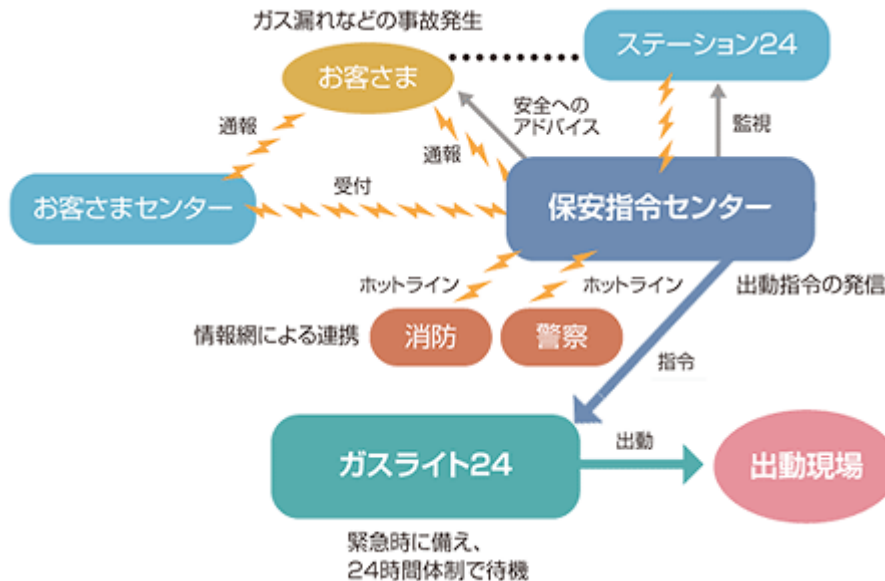 ガス漏れなどの事故発生
お客さま
ステーション24
安全への
アドバイス
監視
通報
通報
お客さまセンター
受付
保安指令センター
ホットライン
ホットライン
出動指令の発信
情報網による連携
消防
警察
指令
ガスライト24
出動
出動現場
緊急時に備え、
24時間体制で待機